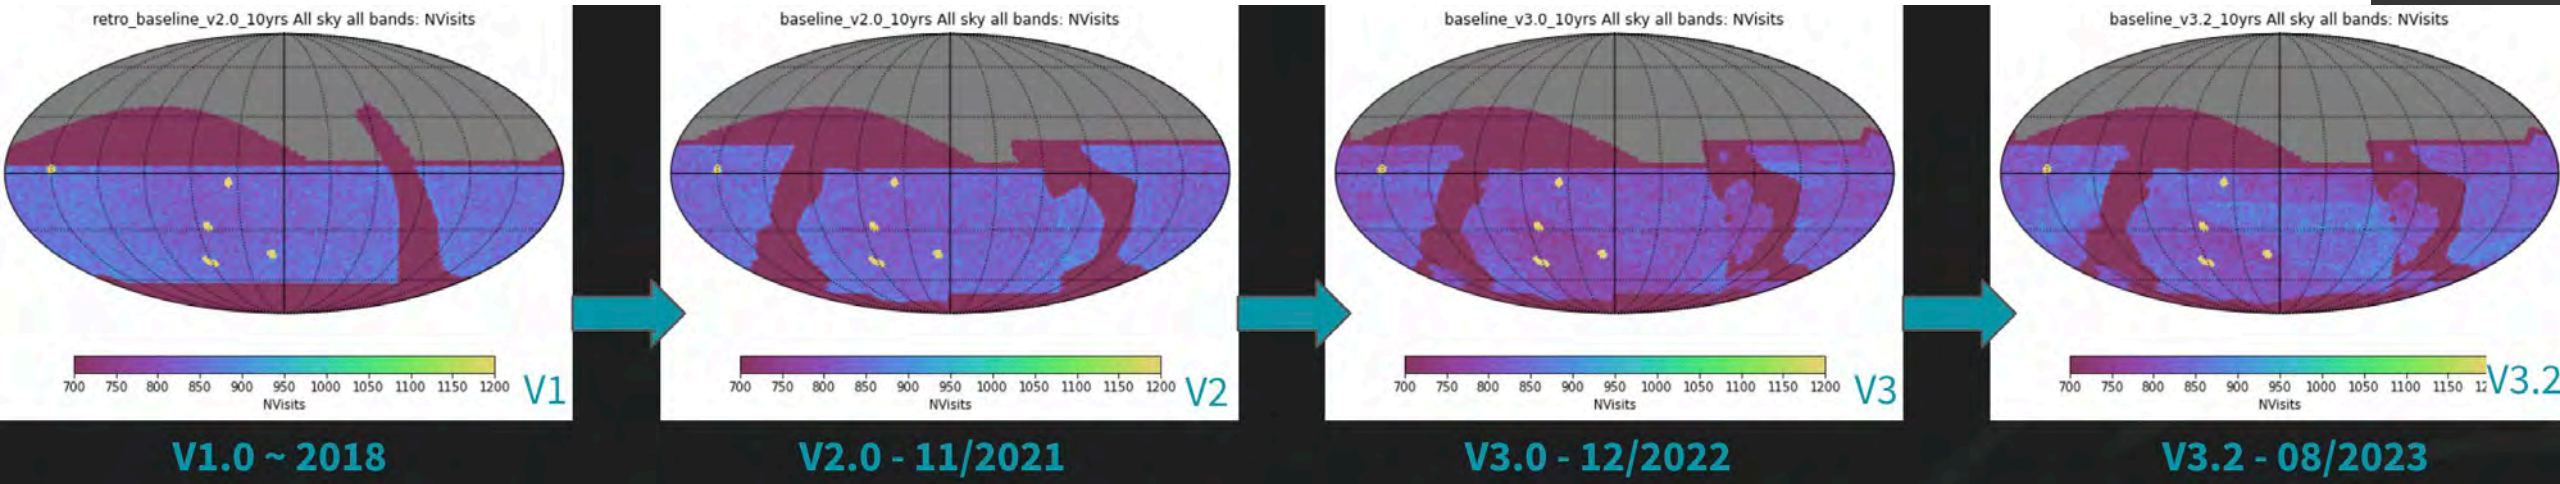 retro_baseline_v2.0_10yrs All sky all bands: NVisits
700 750 800 850 900 950 1000 1050 1100 1150 1200
NVisits
V1
V1.0 ~ 2018
baseline_v2.0_10yrs All sky all bands: NVisits
700 750 800 850 900 950 1000 1050 1100 1150 1200
NVisits
V2
V2.0 - 11/2021
baseline_v3.0_10yrs All sky all bands: NVisits
700 750 800 850 900 950 1000 1050 1100 1150 1200
NVisits
V3
V3.0 - 12/2022
baseline_v3.2_10yrs All sky all bands: NVisits
700 750 800 850 900 950 1000 1050 1100 1150
NVisits
V3.2
V3.2 - 08/2023